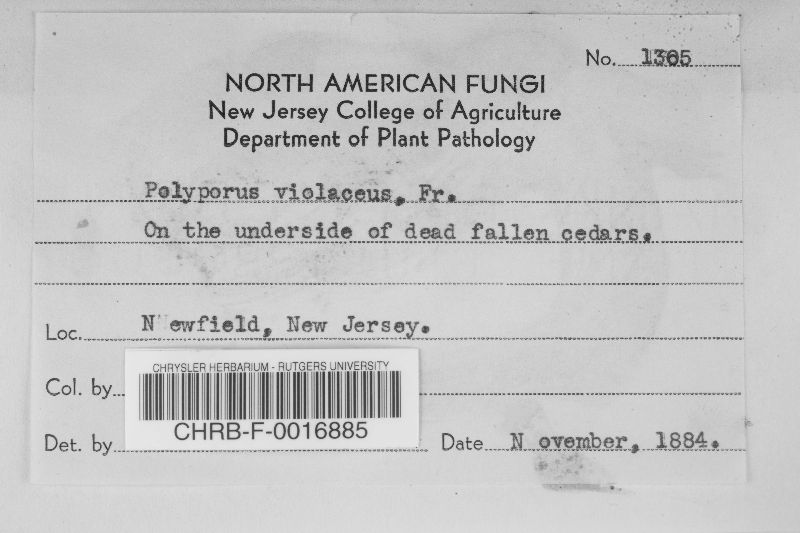 No. 1365
NORTH AMERICAN FUNGI
New Jersey College of Agriculture
Department of Plant Pathology
Polyporus violaceus, Fr.
On the underside of dead fallen cedars.
Loc. N ewfield, New Jersey.
Col. by
CHRYSLER HERBARIUM - RUTGERS UNIVERSITY
CHRB-F-0016885
Det. by
Date N ovember, 1884.